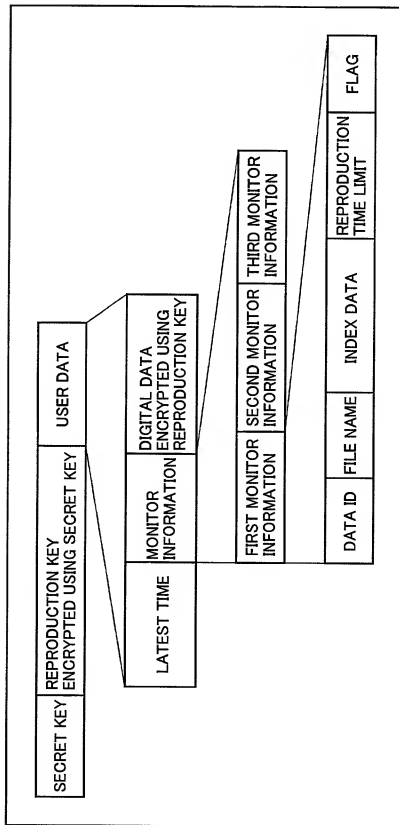 SECRET KEY
REPRODUCTION KEY
ENCRYPTED USING SECRET KEY
USER DATA
LATEST TIME
MONITOR
INFORMATION
DIGITAL DATA
ENCRYPTED USING
REPRODUCTION KEY
FIRST MONITOR
INFORMATION
SECOND MONITOR
INFORMATION
THIRD MONITOR
INFORMATION
DATA ID
FILE NAME
INDEX DATA
REPRODUCTION
TIME LIMIT
FLAG